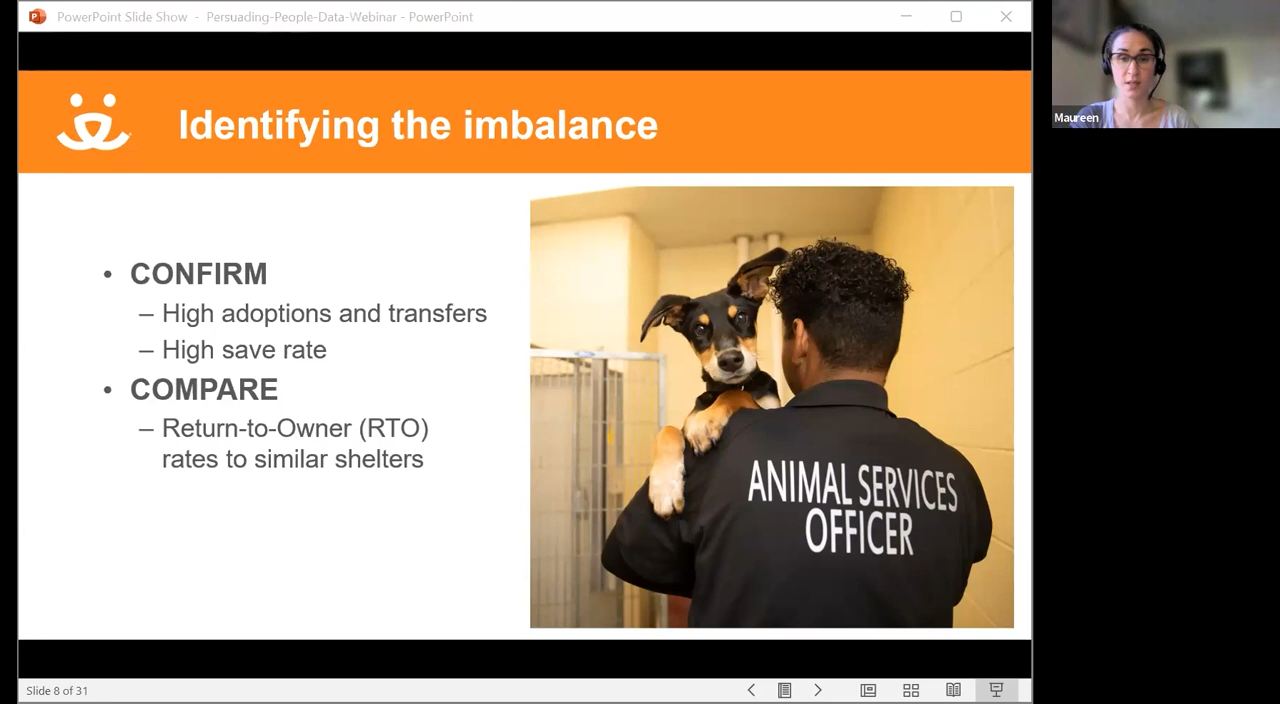 PowerPoint Slide Show - Persuading-People-Data-Webinar - PowerPoint
Maureen
Identifying the imbalance
• CONFIRM
– High adoptions and transfers
– High save rate
• COMPARE
– Return-to-Owner (RTO)
rates to similar shelters
ANIMAL SERVICES
OFFICER
Slide 8 of 31